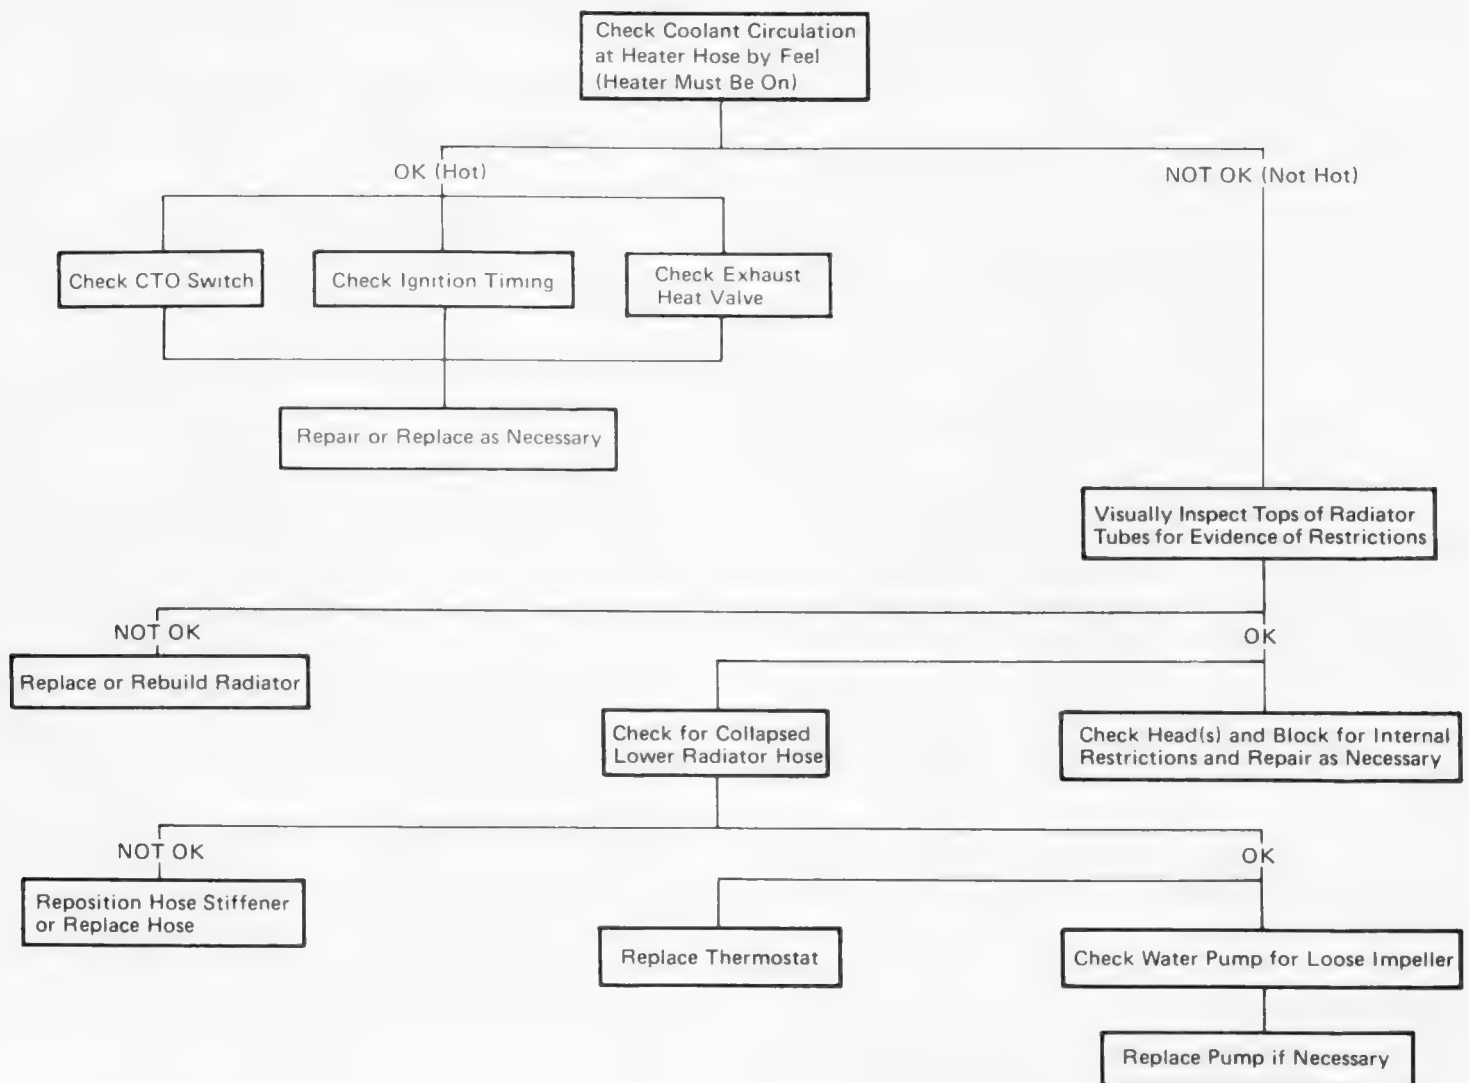 Check Coolant Circulation
at Heater Hose by Feel
(Heater Must Be On)
OK (Hot)
NOT OK (Not Hot)
Check CTO Switch
Check Ignition Timing
Check Exhaust
Heat Valve
Repair or Replace as Necessary
Visually Inspect Tops of Radiator
Tubes for Evidence of Restrictions
NOT OK
OK
Replace or Rebuild Radiator
Check for Collapsed
Lower Radiator Hose
Check Head(s) and Block for Internal
Restrictions and Repair as Necessary
NOT OK
OK
Reposition Hose Stiffener
or Replace Hose
Replace Thermostat
Check Water Pump for Loose Impeller
Replace Pump if Necessary